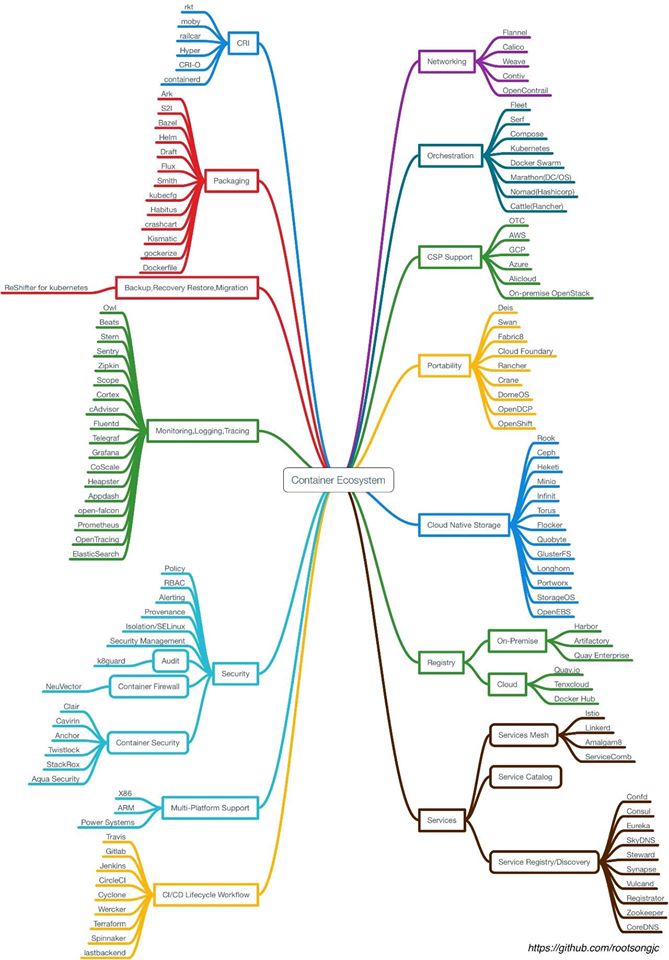 rkt
moby
railcar
Hyper
CRI-O
containerd
CRI
Ark
S2I
Bazel
Helm
Draft
Flux
Smith
kubecfg
Habitus
crashcart
Kismatic
gockerize
Dockerfile
Packaging
ReShifter for kubernetes
Backup,Recovery Restore,Migration
Owl
Beats
Stern
Sentry
Zipkin
Scope
Cortex
cAdvisor
Fluentd
Telegraf
Grafana
CoScale
Heapster
Appdash
open-falcon
Prometheus
OpenTracing
ElasticSearch
Monitoring,Logging,Tracing
Container Ecosystem
Policy
RBAC
Alerting
Provenance
Isolation/SELinux
Security Management
k8guard
Audit
NeuVector
Container Firewall
Clair
Cavirin
Anchor
Twistlock
StackRox
Aqua Security
Container Security
Security
X86
ARM
Power Systems
Multi-Platform Support
Travis
Gitlab
Jenkins
CircleCI
Cyclone
Wercker
Terraform
Spinnaker
lastbackend
CI/CD Lifecycle Workflow
Networking
Flannel
Calico
Weave
Contiv
OpenContrail
Orchestration
Fleet
Serf
Compose
Kubernetes
Docker Swarm
Marathon(DC/OS)
Nomad(Hashicorp)
Cattle(Rancher)
CSP Support
OTC
AWS
GCP
Azure
Alicloud
On-premise OpenStack
Portability
Deis
Swan
Fabric8
Cloud Foundary
Rancher
Crane
DomeOS
OpenDCP
OpenShift
Cloud Native Storage
Rook
Ceph
Heketi
Minio
Infinit
Torus
Flocker
Quobyte
GlusterFS
Longhorn
Portworx
StorageOS
OpenEBS
Registry
On-Premise
Harbor
Artifactory
Quay Enterprise
Cloud
Quay.io
Tenxcloud
Docker Hub
Services
Services Mesh
Istio
Linkerd
Amalgam8
ServiceComb
Service Catalog
Service Registry/Discovery
Confd
Consul
Eureka
SkyDNS
Steward
Synapse
Vulcand
Registrator
Zookeeper
CoreDNS
https://github.com/rootsongjc